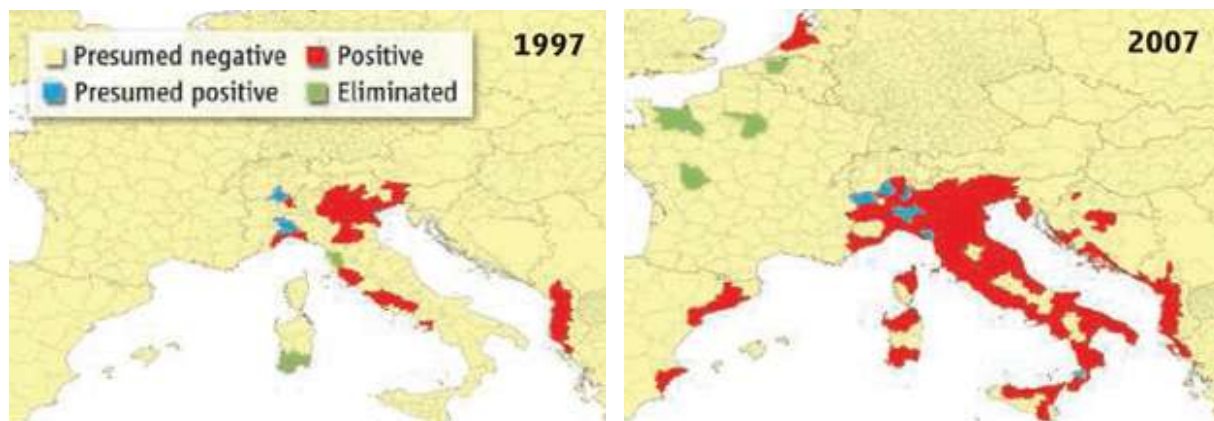 Presumed negative
Positive
1997
Presumed positive
Eliminated
2007